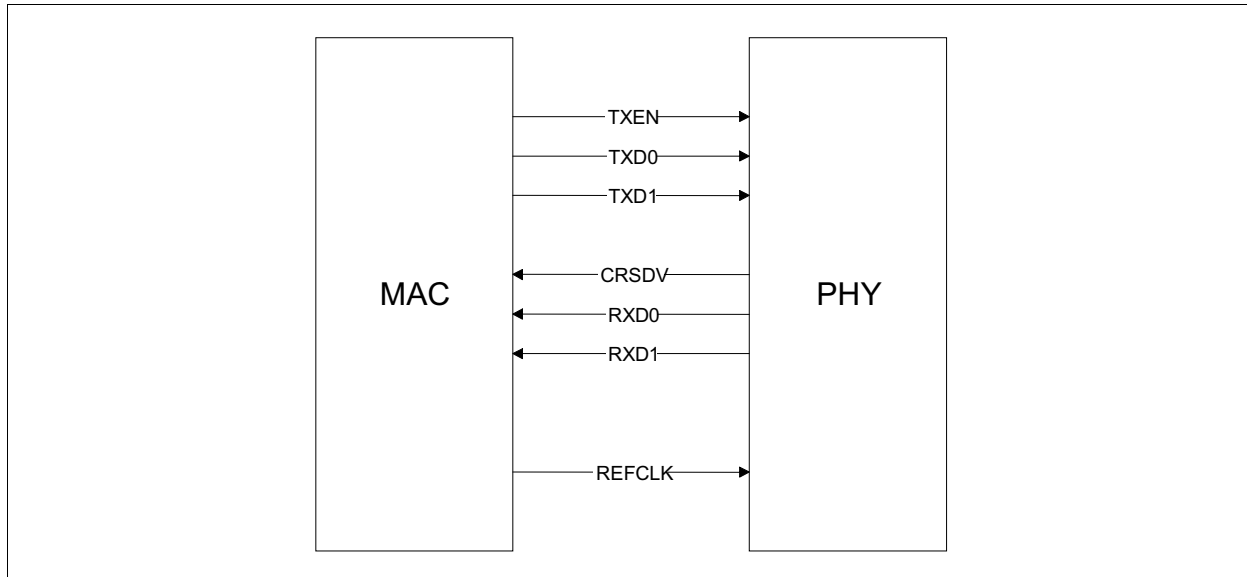 TXEN
TXD0
TXD1
CRSDV
MAC
PHY
RXD0
RXD1
REFCLK